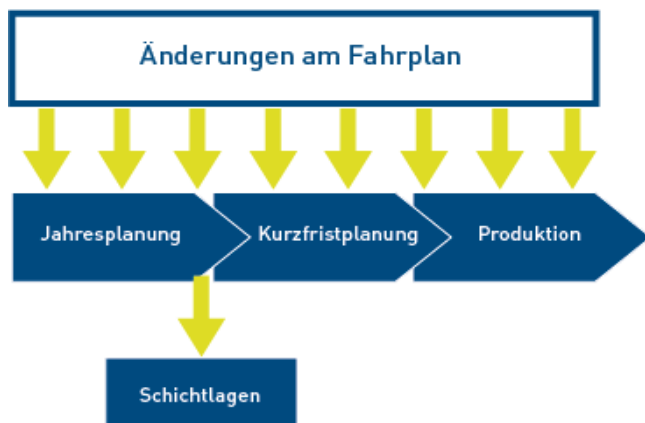 Änderungen am Fahrplan
Jahresplanung
Kurzfristplanung
Produktion
Schichtlagen